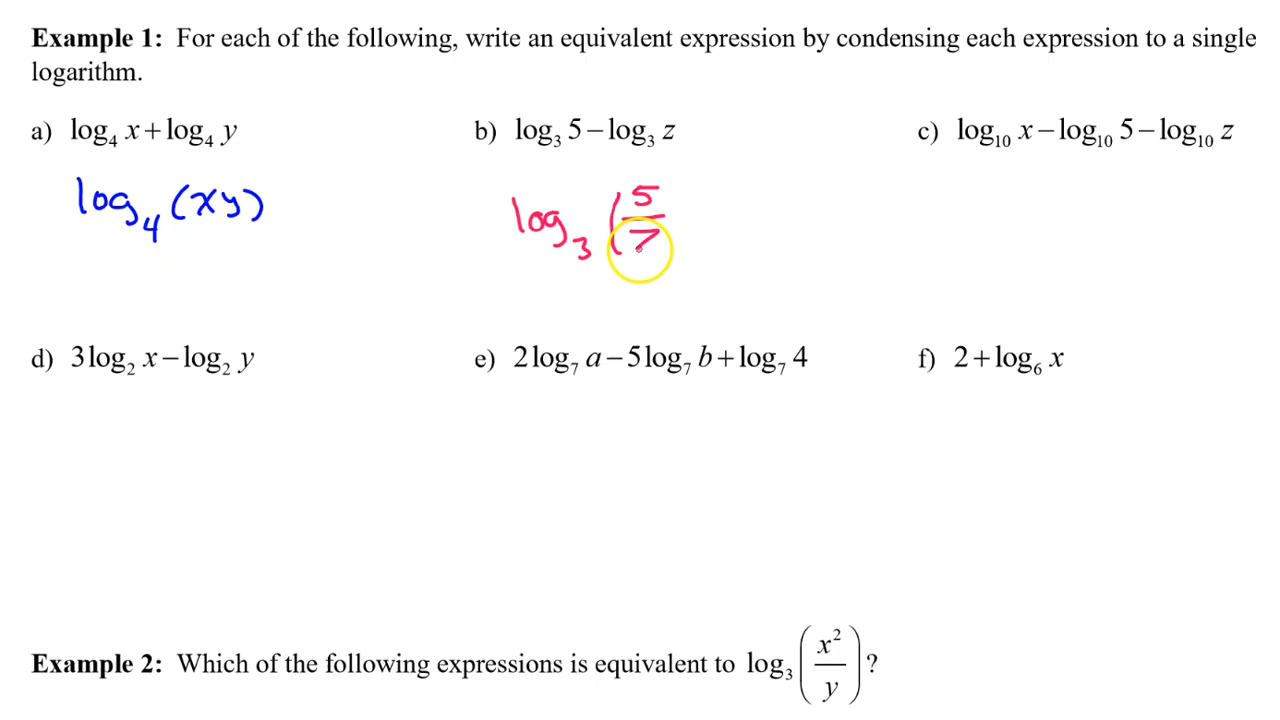 Example 1: For each of the following, write an equivalent expression by condensing each expression to a single
logarithm.
a) log₄ x + log₄ y
b) log₃ 5 − log₃ z
c) log₁₀ x − log₁₀ 5 − log₁₀ z
log₄ (xy)
log₃ (5/
d) 3log₂ x − log₂ y
e) 2log₇ a − 5log₇ b + log₇ 4
f) 2 + log₆ x
Example 2: Which of the following expressions is equivalent to log₃ (x²/y) ?